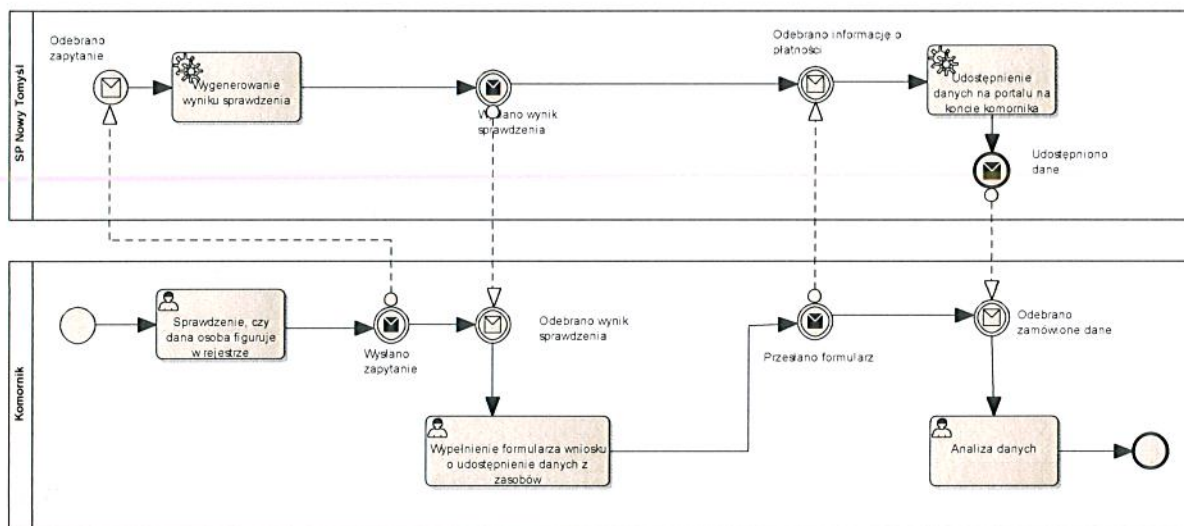 SP Nowy Tomyśl
Odebrano
zapytanie
Wygenerowanie
wyniku sprawdzenia
Wysłano wynik
sprawdzenia
Odebrano informację o
płatności
Udostępnienie
danych na portalu na
koncie komornika
Udostępniono
dane
Komornik
Sprawdzenie, czy
dana osoba figuruje
w rejestrze
Wysłano
zapytanie
Odebrano wynik
sprawdzenia
Przesłano formularz
Odebrano
zamówione dane
Wypełnienie formularza wniosku
o udostępnienie danych z
zasobów
Analiza danych